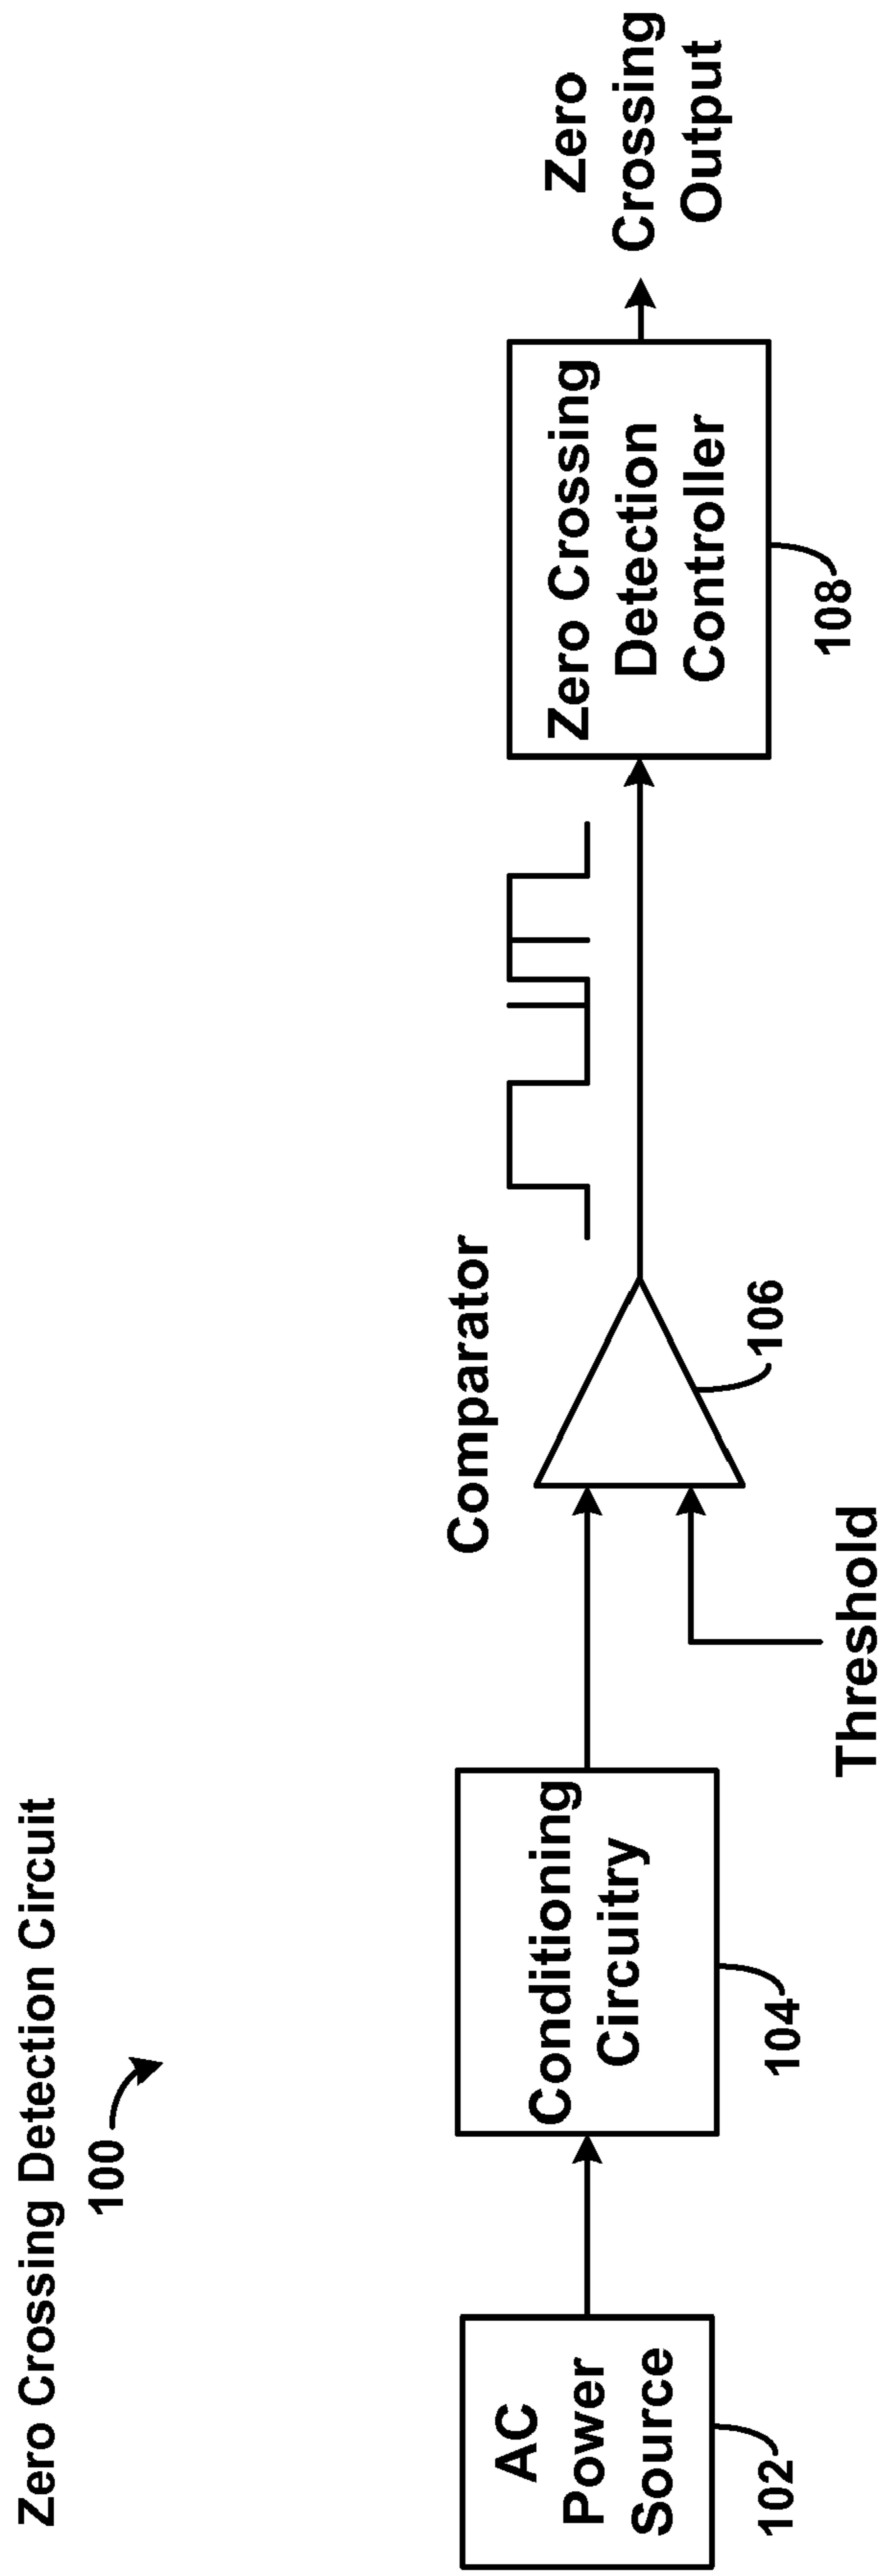 Zero Crossing Detection Circuit
100
AC
Power
Source
102
Conditioning
Circuitry
104
Threshold
Comparator
106
Zero Crossing
Detection
Controller
108
Zero
Crossing
Output